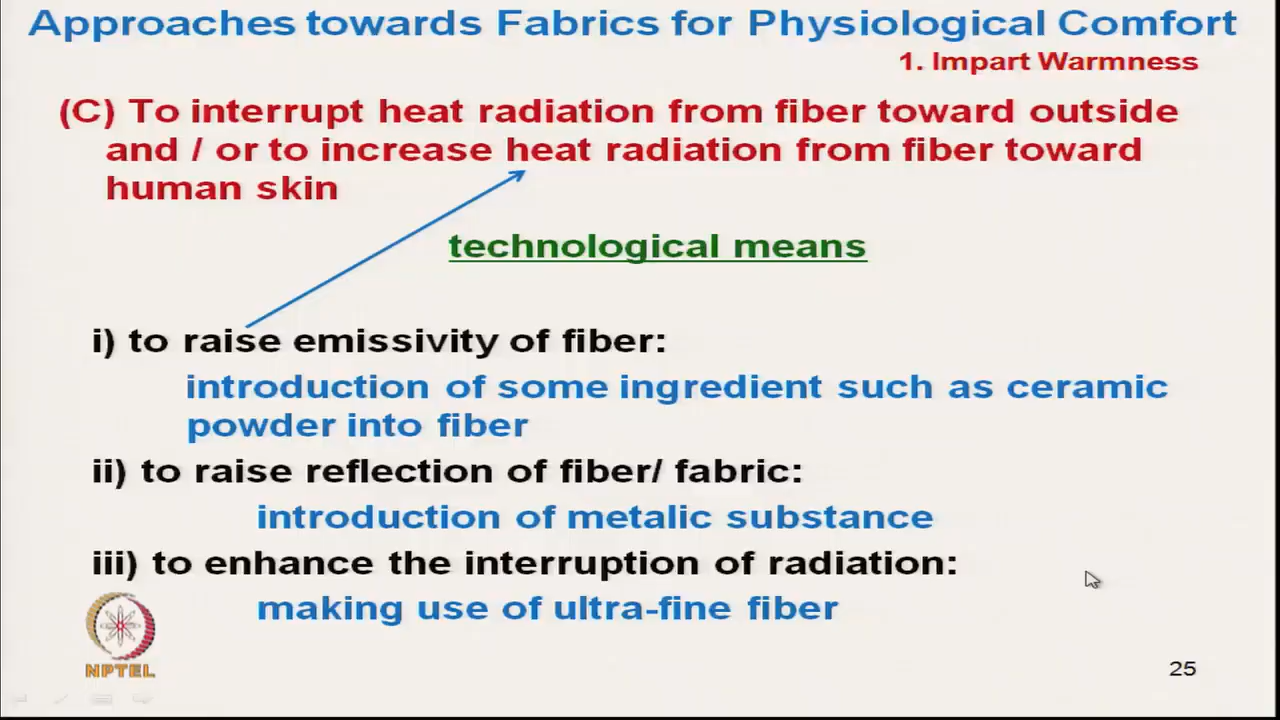 Approaches towards Fabrics for Physiological Comfort
1. Impart Warmness
(C) To interrupt heat radiation from fiber toward outside
and / or to increase heat radiation from fiber toward
human skin
technological means
i) to raise emissivity of fiber:
introduction of some ingredient such as ceramic
powder into fiber
ii) to raise reflection of fiber/ fabric:
introduction of metalic substance
iii) to enhance the interruption of radiation:
making use of ultra-fine fiber
NPTEL
25